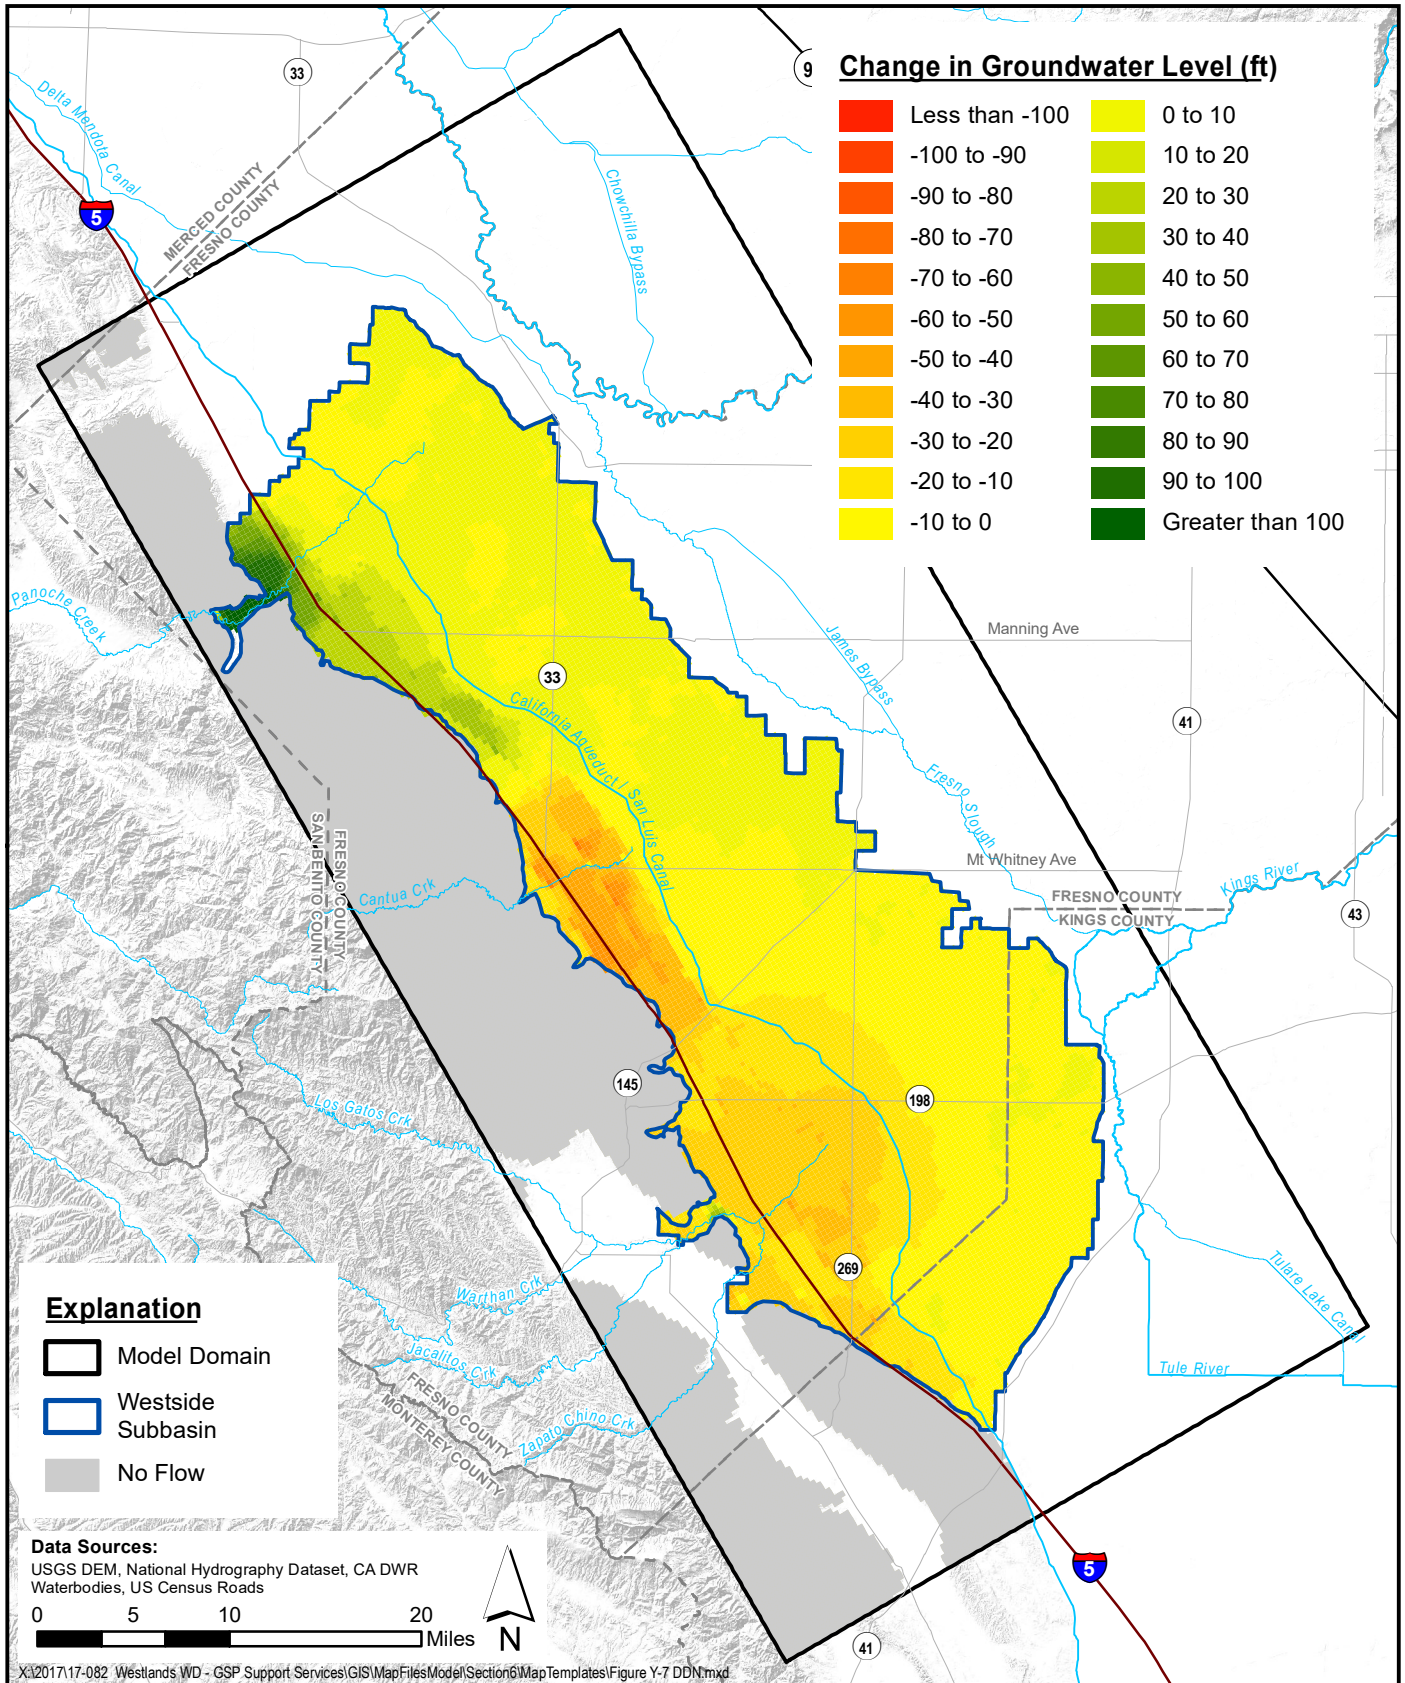 33
9
Change in Groundwater Level (ft)
Less than -100
-100 to -90
-90 to -80
-80 to -70
-70 to -60
-60 to -50
-50 to -40
-40 to -30
-30 to -20
-20 to -10
-10 to 0
0 to 10
10 to 20
20 to 30
30 to 40
40 to 50
50 to 60
60 to 70
70 to 80
80 to 90
90 to 100
Greater than 100
Delta Mendota Canal
5
MERCED COUNTY
FRESNO COUNTY
Chowchilla Bypass
Panoche Creek
James Bypass
Manning Ave
33
41
California Aqueduct / San Luis Canal
Fresno Slough
SAN BENITO COUNTY
FRESNO COUNTY
Mt Whitney Ave
Cantua Crk
Kings River
FRESNO COUNTY
KINGS COUNTY
43
145
198
Los Gatos Crk
269
Warthan Crk
Tulare Lake Canal
Jacalitos Crk
Tule River
FRESNO COUNTY
MONTEREY COUNTY
Zapato Chino Crk
5
41
Explanation
Model Domain
Westside
Subbasin
No Flow
Data Sources:
USGS DEM, National Hydrography Dataset, CA DWR
Waterbodies, US Census Roads
0 5 10 20
Miles
N
X:\2017\17-082 Westlands WD - GSP Support Services\GIS\MapFilesModel\Section6\MapTemplates\Figure Y-7 DDN.mxd